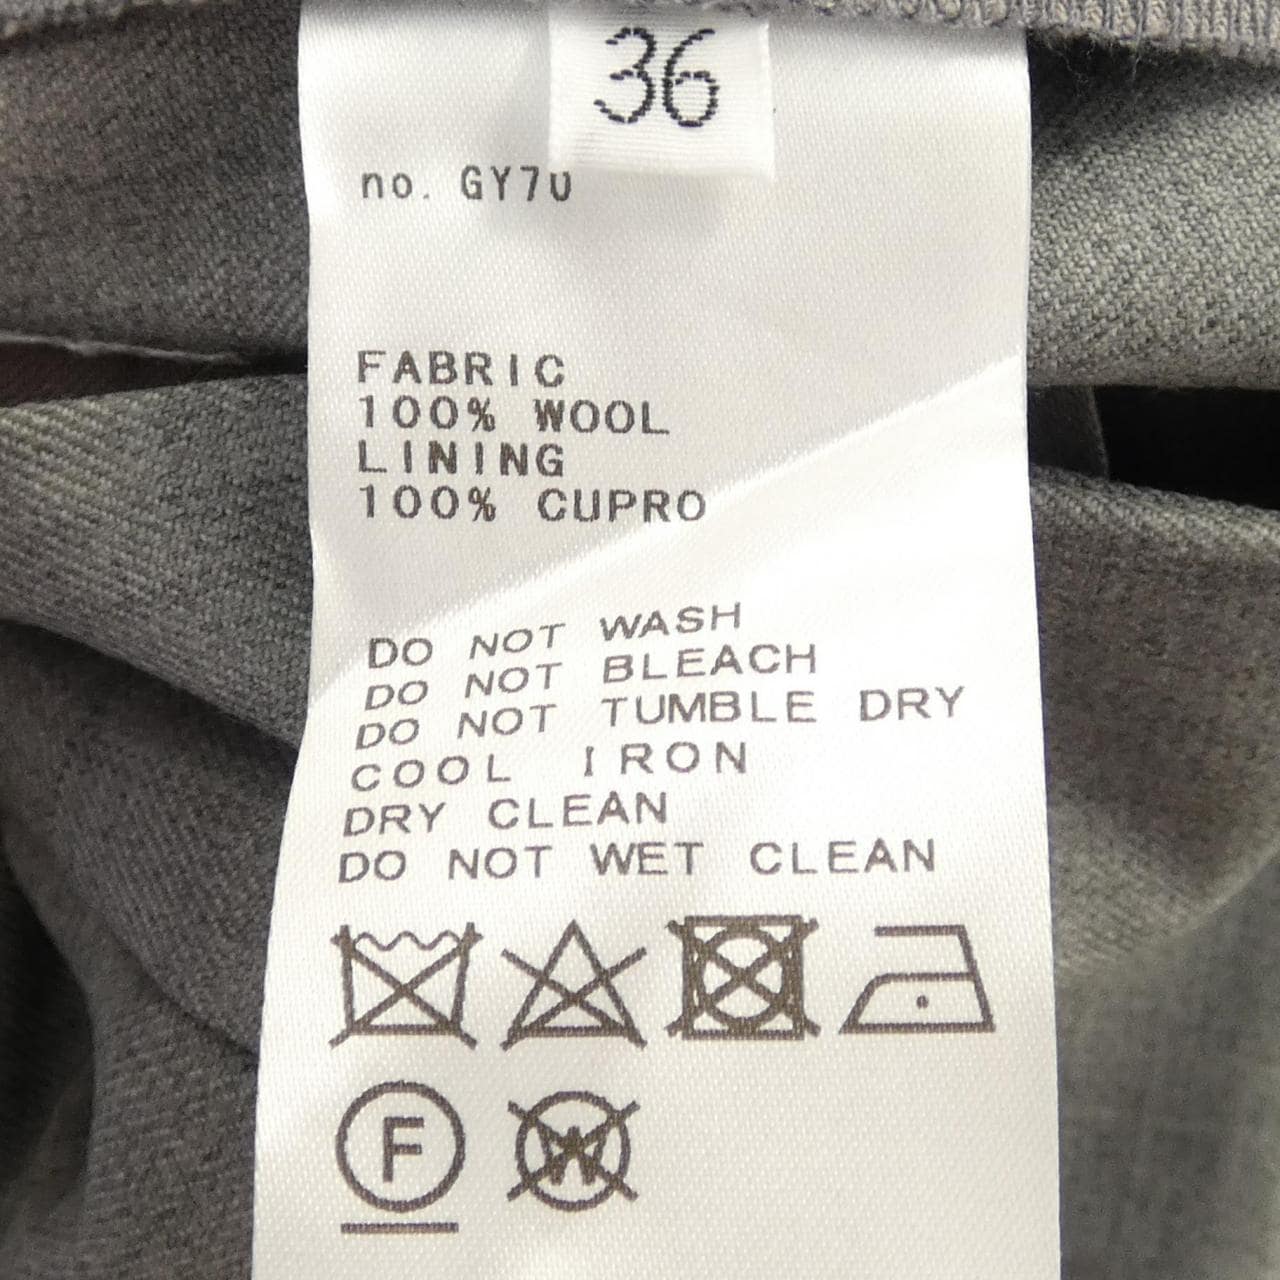 36
no. GY7U
FABRIC
100% WOOL
LINING
100% CUPRO
DO NOT WASH
DO NOT BLEACH
DO NOT TUMBLE DRY
COOL IRON
DRY CLEAN
DO NOT WET CLEAN
F W